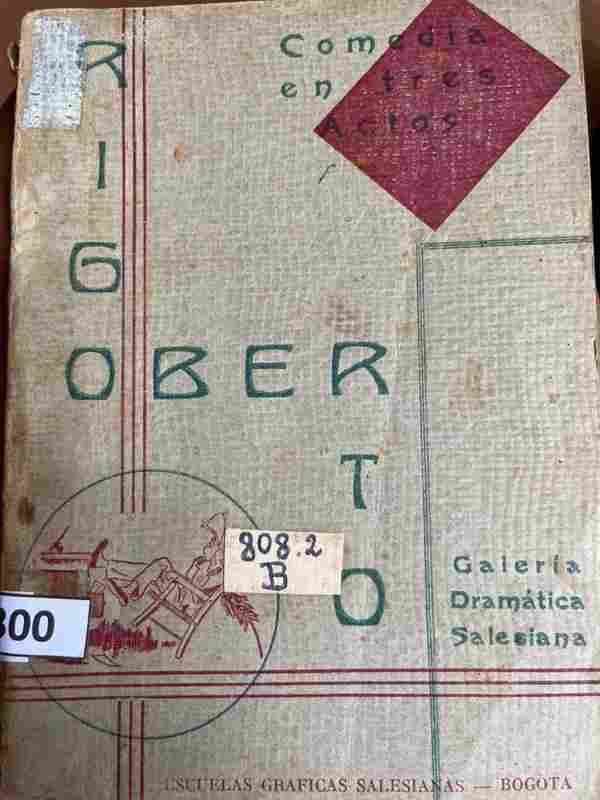 Comedia
en tres
Actos
RIGOBERTO
808.2
B
300
Galería
Dramática
Salesiana
ESCUELAS GRAFICAS SALESIANAS — BOGOTA